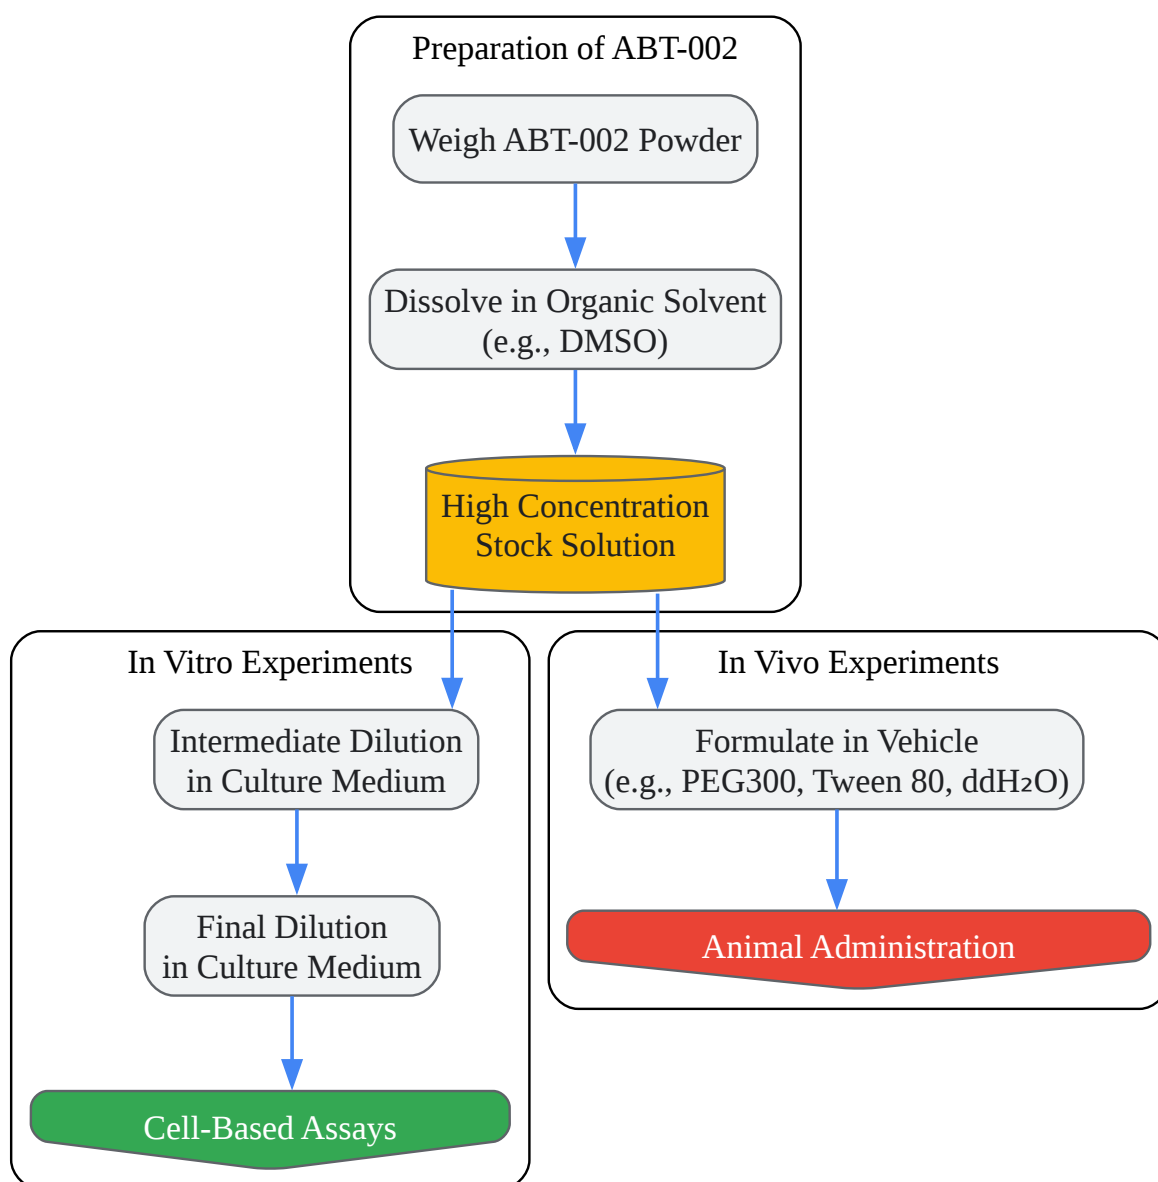 Preparation of ABT-002
Weigh ABT-002 Powder
Dissolve in Organic Solvent
(e.g., DMSO)
High Concentration
Stock Solution
In Vitro Experiments
Intermediate Dilution
in Culture Medium
Final Dilution
in Culture Medium
Cell-Based Assays
In Vivo Experiments
Formulate in Vehicle
(e.g., PEG300, Tween 80, ddH₂O)
Animal Administration